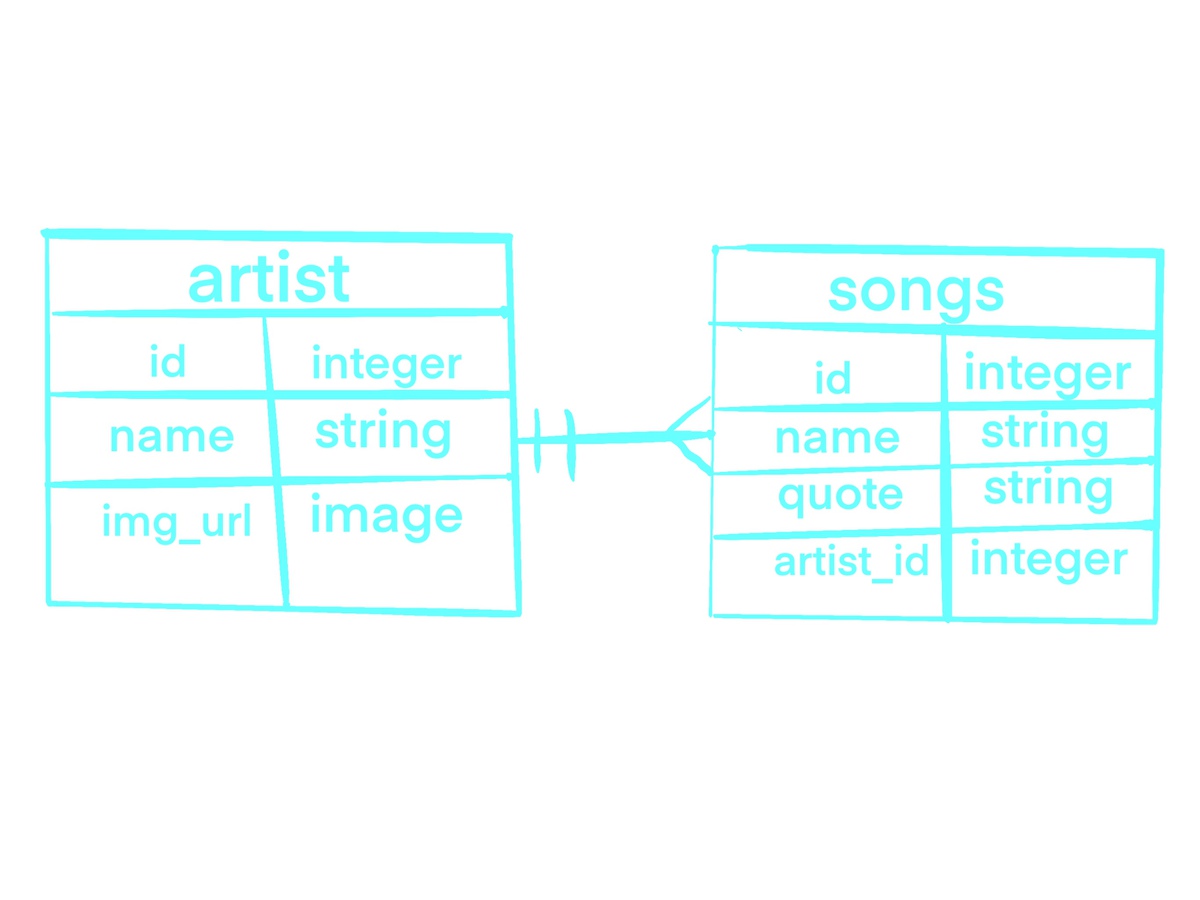 artist
id integer
name string
img_url image
songs
id integer
name string
quote string
artist_id integer